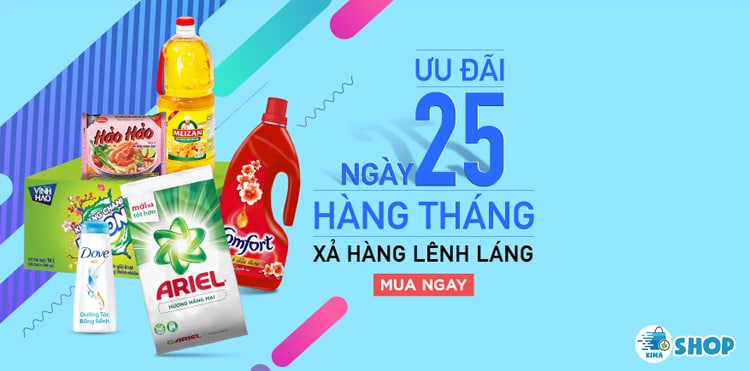 ƯU ĐÃI
NGÀY 25
HÀNG THÁNG
XẢ HÀNG LÊNH LÁNG
MUA NGAY
MEIZAN
Hảo Hảo
VĨNH HẢO
Dove
Dưỡng Tóc
Bồng Bềnh
mới và
tốt hơn
ARIEL
HƯƠNG NẮNG MAI
ARIEL
Comfort
KIMA
SHOP